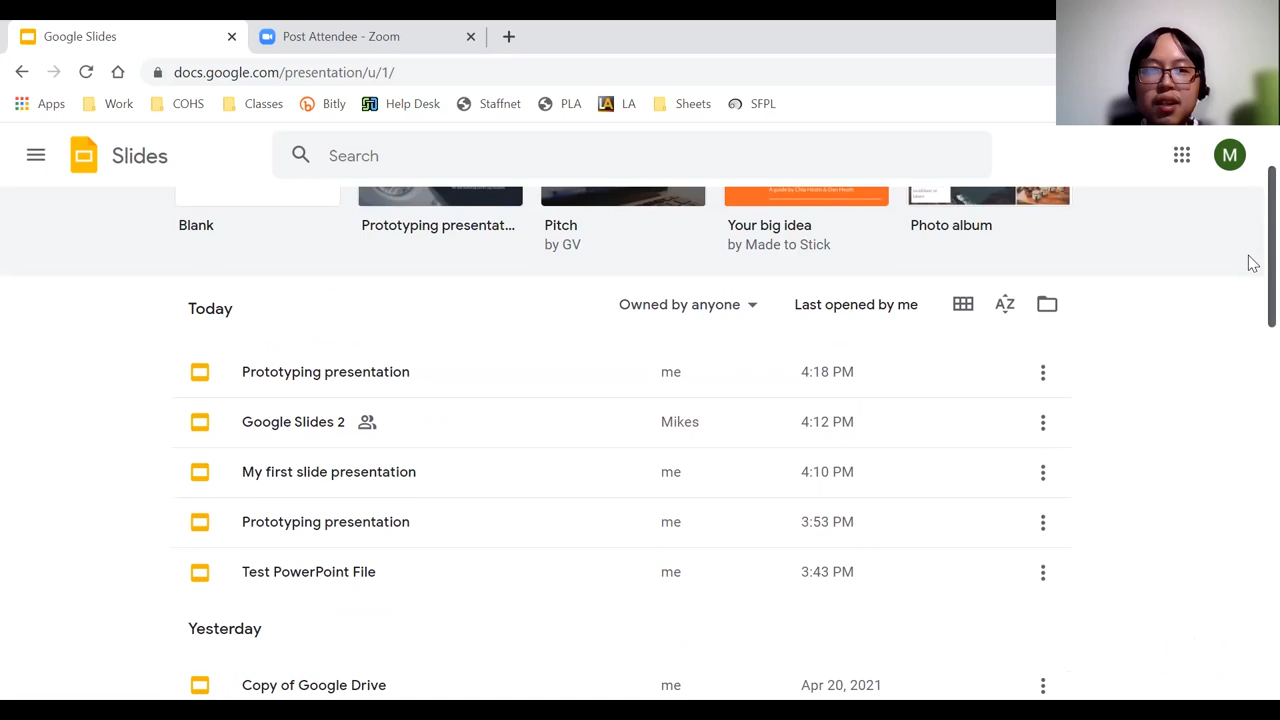 Google Slides
Post Attendee - Zoom
docs.google.com/presentation/u/1/
Apps Work COHS Classes Bitly Help Desk Staffnet PLA LA Sheets SFPL
Slides Search M
Blank Prototyping presentat... Pitch Your big idea Photo album
by GV by Made to Stick
Today Owned by anyone Last opened by me
Prototyping presentation me 4:18 PM
Google Slides 2 Mikes 4:12 PM
My first slide presentation me 4:10 PM
Prototyping presentation me 3:53 PM
Test PowerPoint File me 3:43 PM
Yesterday
Copy of Google Drive me Apr 20, 2021